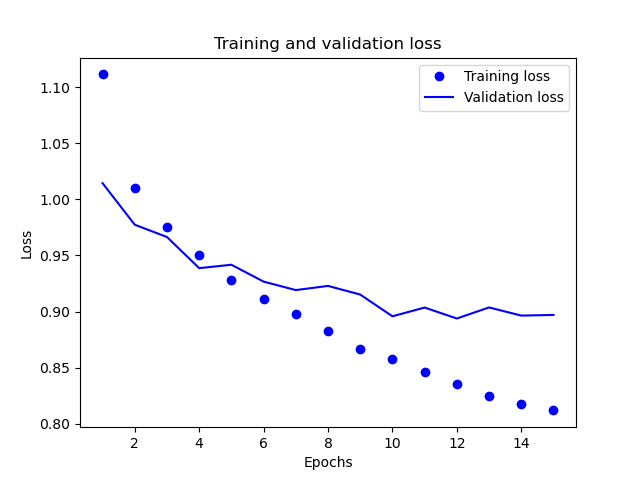 Training and validation loss
Training loss
Validation loss
Loss
1.10
1.05
1.00
0.95
0.90
0.85
0.80
2 4 6 8 10 12 14
Epochs